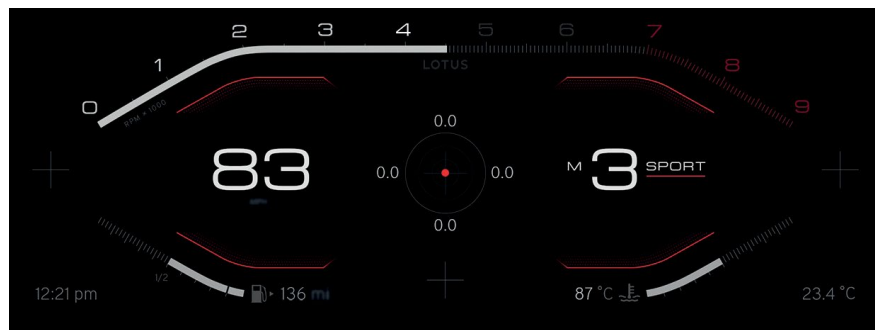 0 1 2 3 4 5 6 7 8 9
LOTUS
RPM × 1000
0.0
83
0.0 0.0
M 3 SPORT
0.0
1/2
12:21 pm
136 mi
87 °C
23.4 °C